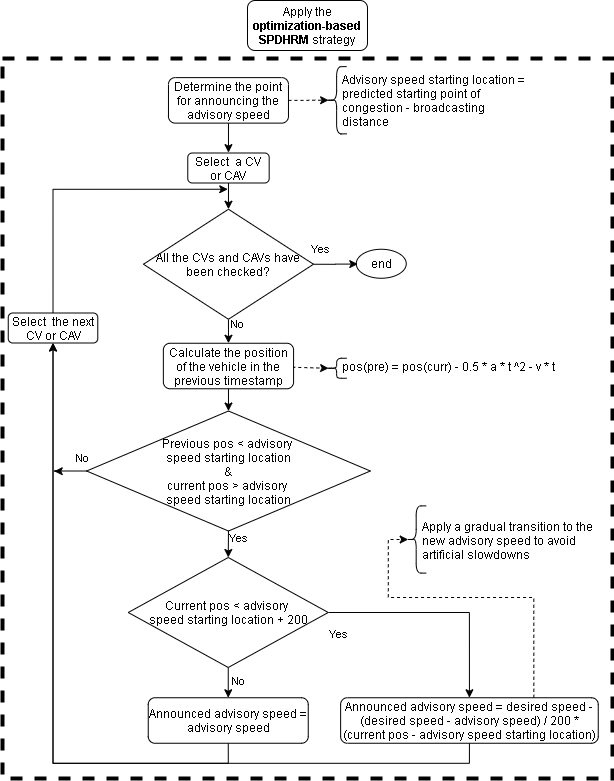 Apply the
optimization-based
SPDHRM strategy
Determine the point
for announcing the
advisory speed
Advisory speed starting location =
predicted starting point of
congestion - broadcasting
distance
Select a CV
or CAV
All the CVs and CAVs have
been checked?
Yes
end
No
Select the next
CV or CAV
Calculate the position
of the vehicle in the
previous timestamp
pos(pre) = pos(curr) - 0.5 * a * t^2 - v * t
Previous pos < advisory
speed starting location
&
current pos > advisory
speed starting location
No
Yes
Apply a gradual transition to the
new advisory speed to avoid
artificial slowdowns
Current pos < advisory
speed starting location + 200
Yes
No
Announced advisory speed =
advisory speed
Announced advisory speed = desired speed -
(desired speed - advisory speed) / 200 *
(current pos - advisory speed starting location)